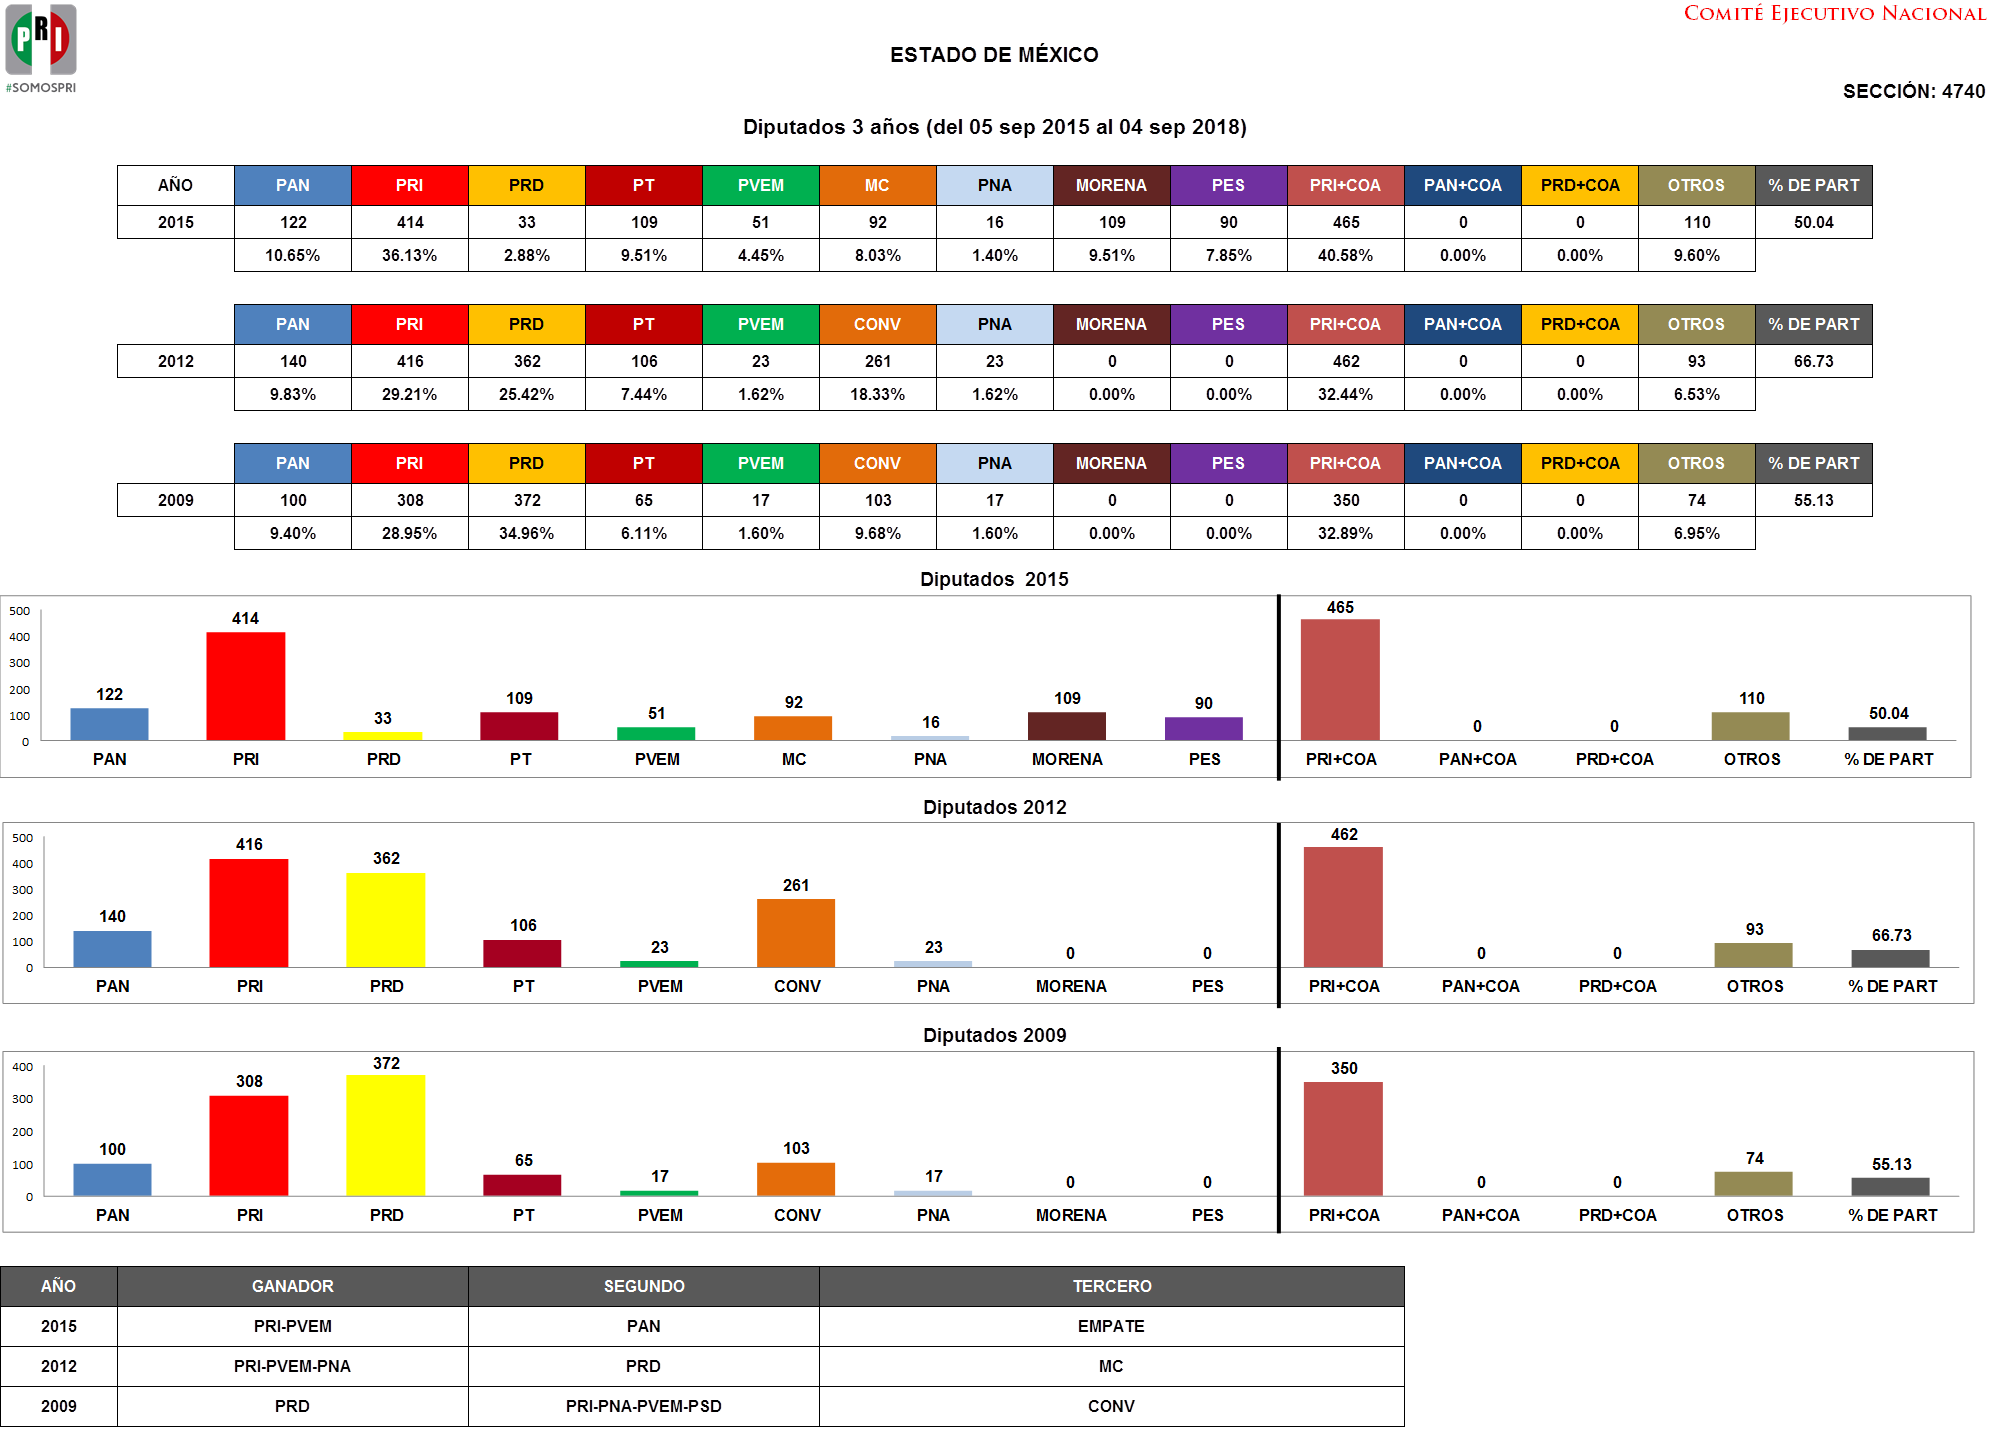 PRI
#SOMOSPRI
COMITÉ EJECUTIVO NACIONAL
ESTADO DE MÉXICO
SECCIÓN: 4740
Diputados 3 años (del 05 sep 2015 al 04 sep 2018)
AÑO PAN PRI PRD PT PVEM MC PNA MORENA PES PRI+COA PAN+COA PRD+COA OTROS % DE PART
2015 122 414 33 109 51 92 16 109 90 465 0 0 110 50.04
10.65% 36.13% 2.88% 9.51% 4.45% 8.03% 1.40% 9.51% 7.85% 40.58% 0.00% 0.00% 9.60%
PAN PRI PRD PT PVEM CONV PNA MORENA PES PRI+COA PAN+COA PRD+COA OTROS % DE PART
2012 140 416 362 106 23 261 23 0 0 462 0 0 93 66.73
9.83% 29.21% 25.42% 7.44% 1.62% 18.33% 1.62% 0.00% 0.00% 32.44% 0.00% 0.00% 6.53%
PAN PRI PRD PT PVEM CONV PNA MORENA PES PRI+COA PAN+COA PRD+COA OTROS % DE PART
2009 100 308 372 65 17 103 17 0 0 350 0 0 74 55.13
9.40% 28.95% 34.96% 6.11% 1.60% 9.68% 1.60% 0.00% 0.00% 32.89% 0.00% 0.00% 6.95%
Diputados 2015
500
400
300
200
100
0
122 414 33 109 51 92 16 109 90 465 0 0 110 50.04
PAN PRI PRD PT PVEM MC PNA MORENA PES PRI+COA PAN+COA PRD+COA OTROS % DE PART
Diputados 2012
500
400
300
200
100
0
140 416 362 106 23 261 23 0 0 462 0 0 93 66.73
PAN PRI PRD PT PVEM CONV PNA MORENA PES PRI+COA PAN+COA PRD+COA OTROS % DE PART
Diputados 2009
400
300
200
100
0
100 308 372 65 17 103 17 0 0 350 0 0 74 55.13
PAN PRI PRD PT PVEM CONV PNA MORENA PES PRI+COA PAN+COA PRD+COA OTROS % DE PART
AÑO GANADOR SEGUNDO TERCERO
2015 PRI-PVEM PAN EMPATE
2012 PRI-PVEM-PNA PRD MC
2009 PRD PRI-PNA-PVEM-PSD CONV